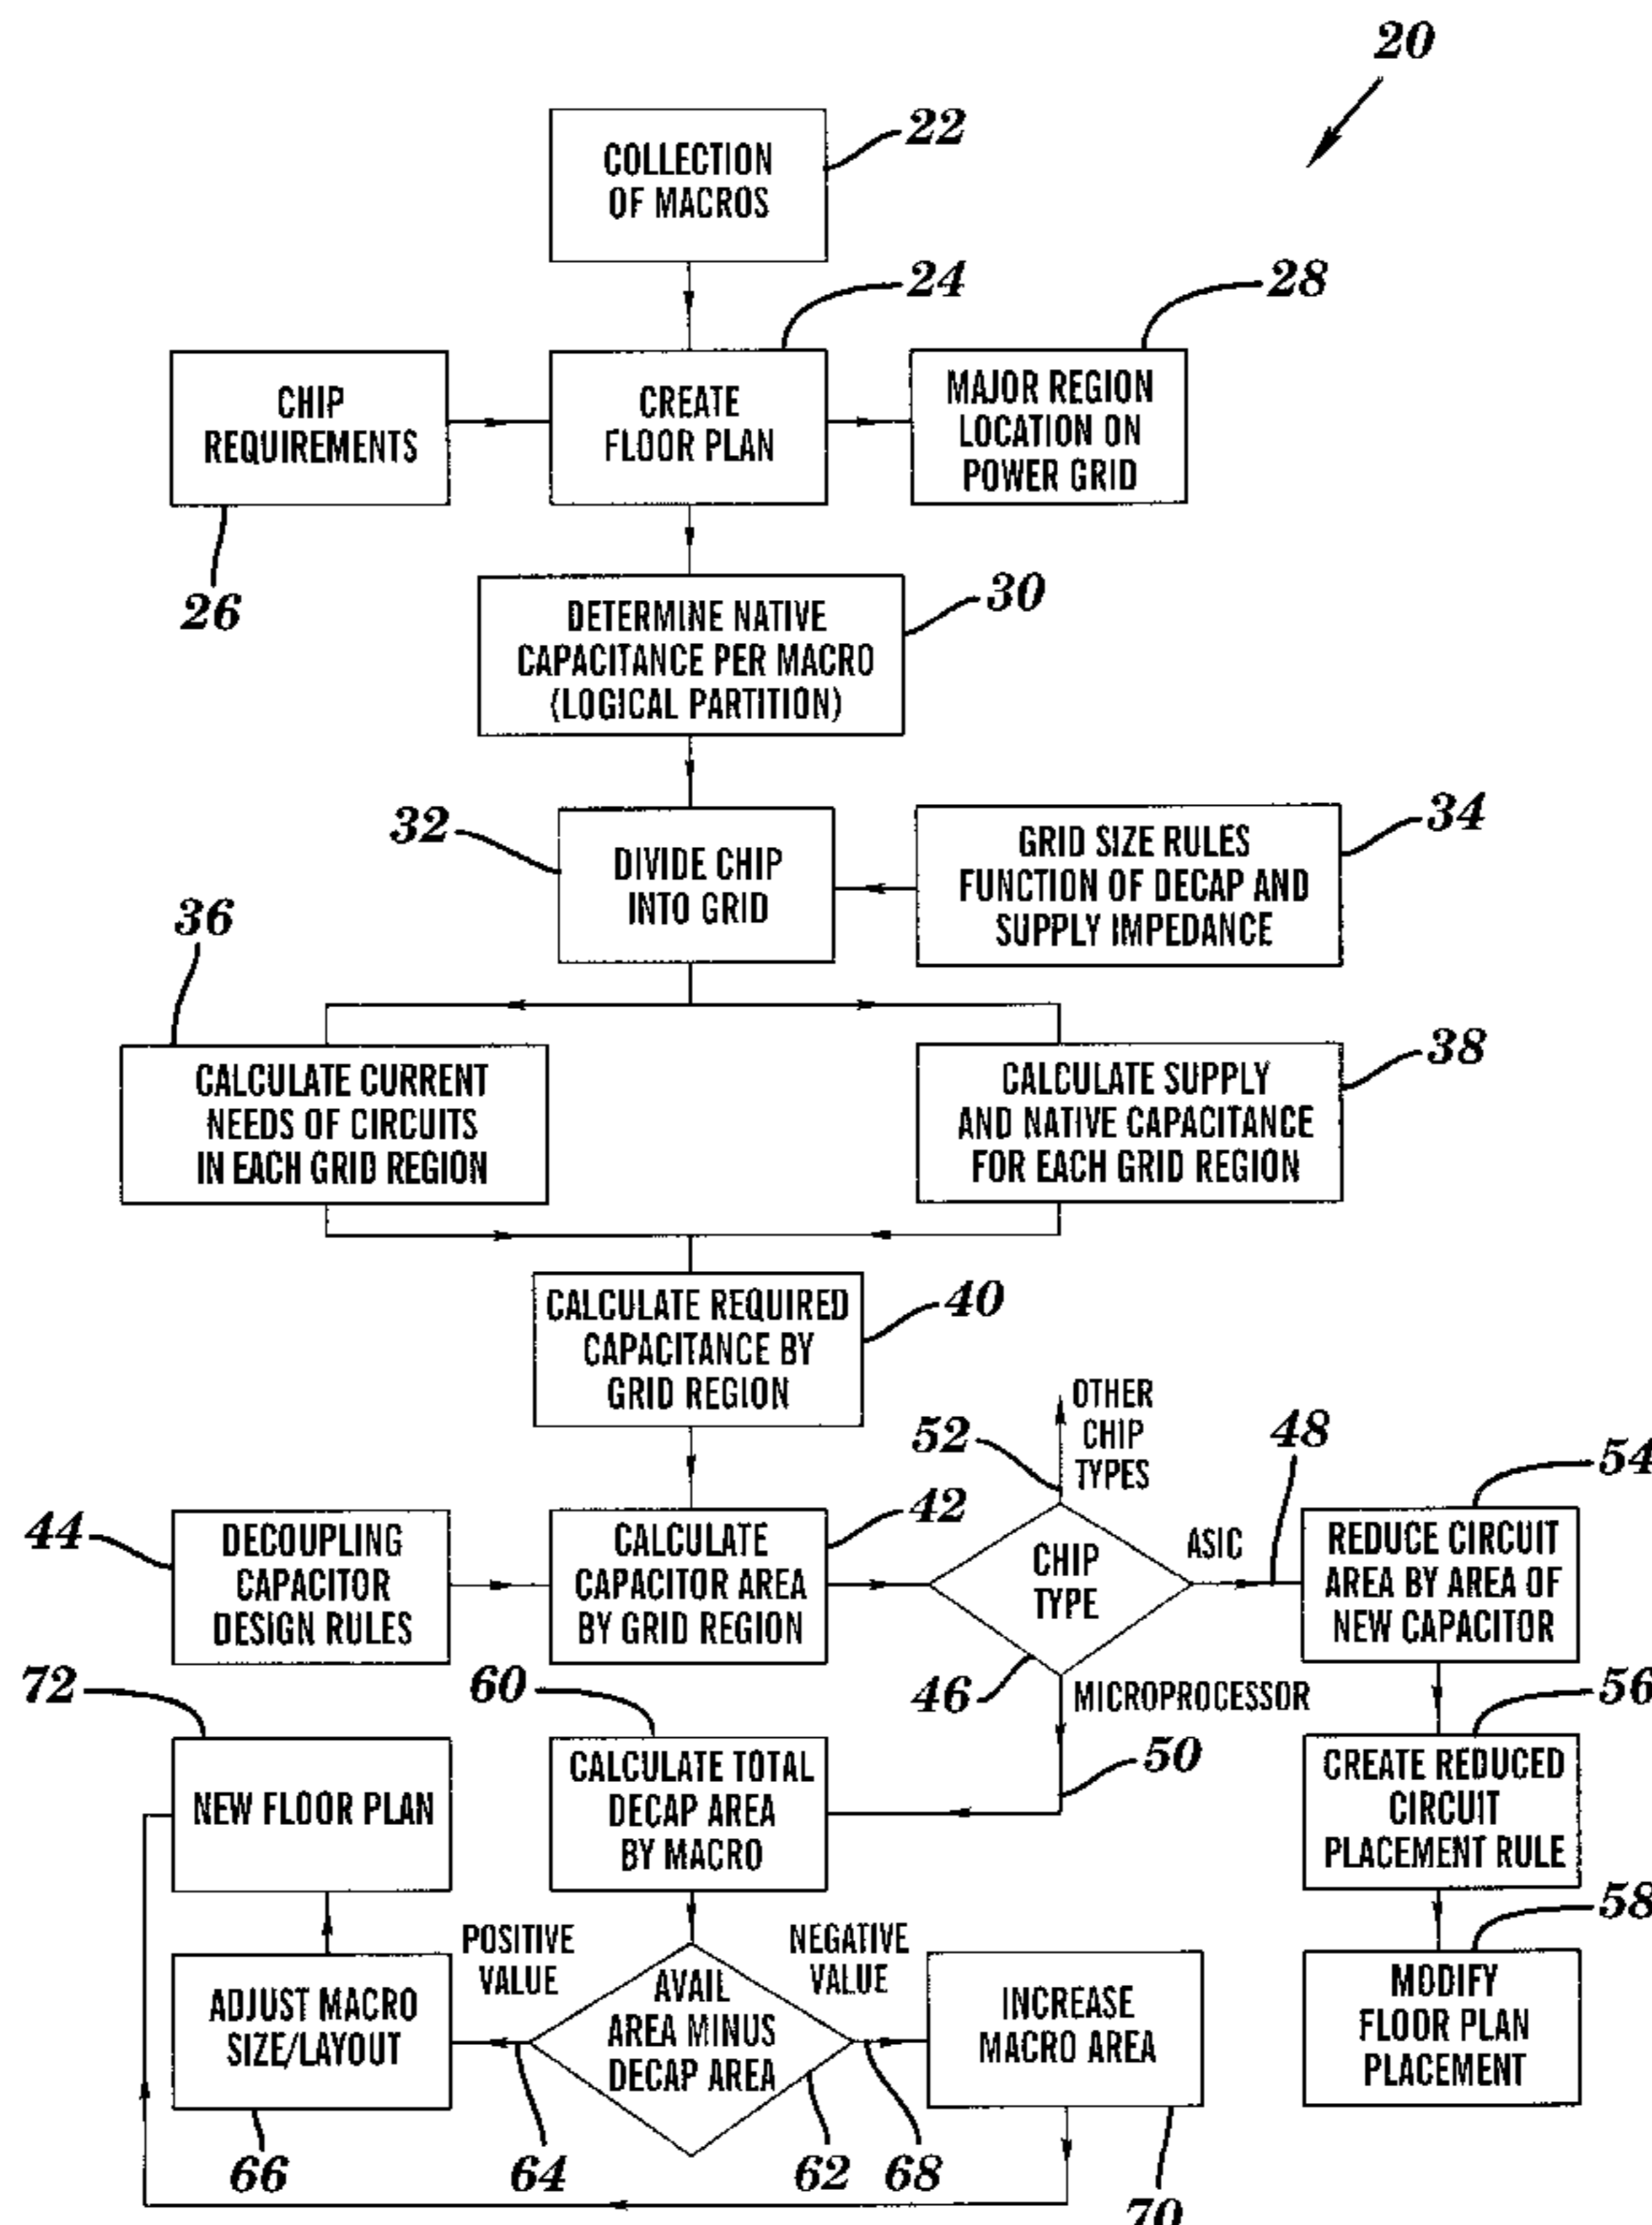 20
22
COLLECTION
OF MACROS
24
28
CHIP
REQUIREMENTS
CREATE
FLOOR PLAN
MAJOR REGION
LOCATION ON
POWER GRID
26
30
DETERMINE NATIVE
CAPACITANCE PER MACRO
(LOGICAL PARTITION)
32
34
DIVIDE CHIP
INTO GRID
GRID SIZE RULES
FUNCTION OF DECAP AND
SUPPLY IMPEDANCE
36
38
CALCULATE CURRENT
NEEDS OF CIRCUITS
IN EACH GRID REGION
CALCULATE SUPPLY
AND NATIVE CAPACITANCE
FOR EACH GRID REGION
40
CALCULATE REQUIRED
CAPACITANCE BY
GRID REGION
OTHER
CHIP
TYPES
52
48
54
44
42
DECOUPLING
CAPACITOR
DESIGN RULES
CALCULATE
CAPACITOR AREA
BY GRID REGION
CHIP
TYPE
ASIC
REDUCE CIRCUIT
AREA BY AREA OF
NEW CAPACITOR
72
60
46
MICROPROCESSOR
56
50
NEW FLOOR PLAN
CALCULATE TOTAL
DECAP AREA
BY MACRO
CREATE REDUCED
CIRCUIT
PLACEMENT RULE
58
POSITIVE
VALUE
NEGATIVE
VALUE
ADJUST MACRO
SIZE/LAYOUT
AVAIL
AREA MINUS
DECAP AREA
INCREASE
MACRO AREA
MODIFY
FLOOR PLAN
PLACEMENT
66
64
62
68
70